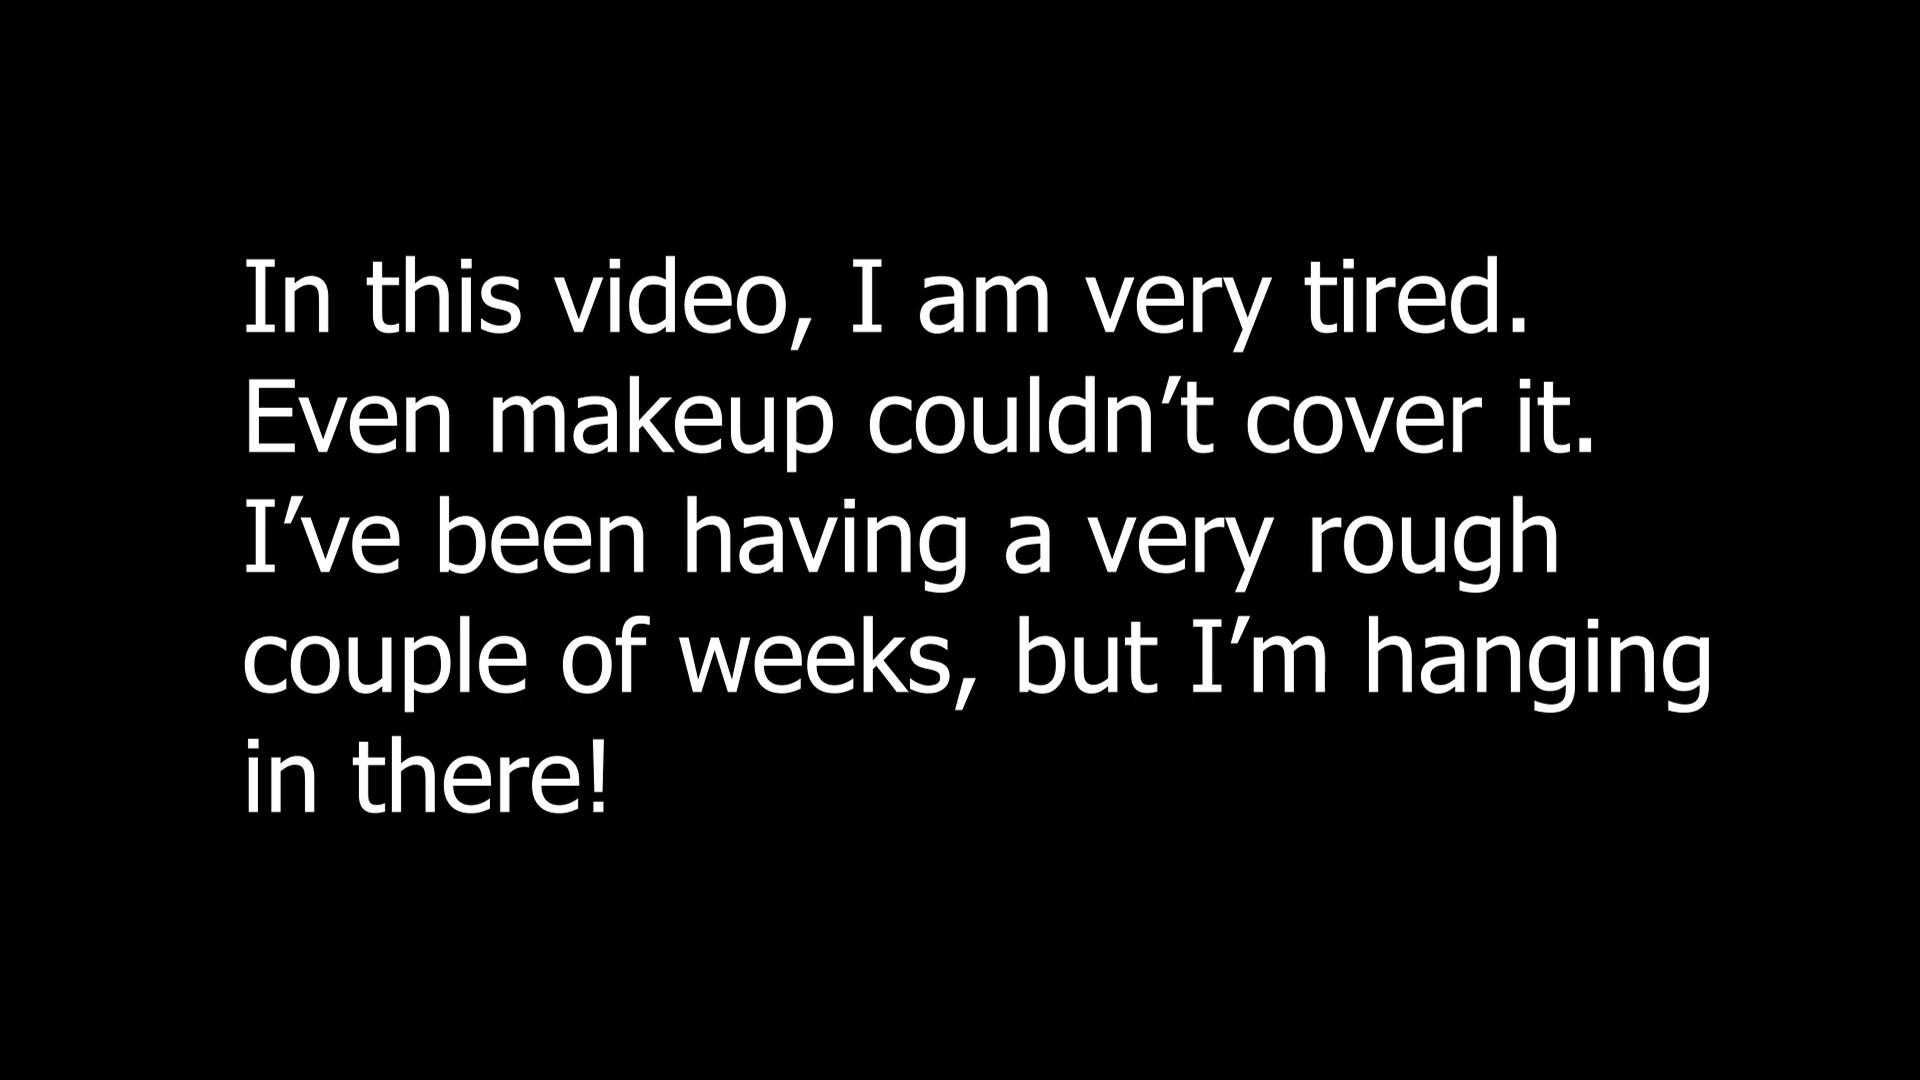 In this video, I am very tired.
Even makeup couldn’t cover it.
I’ve been having a very rough
couple of weeks, but I’m hanging
in there!